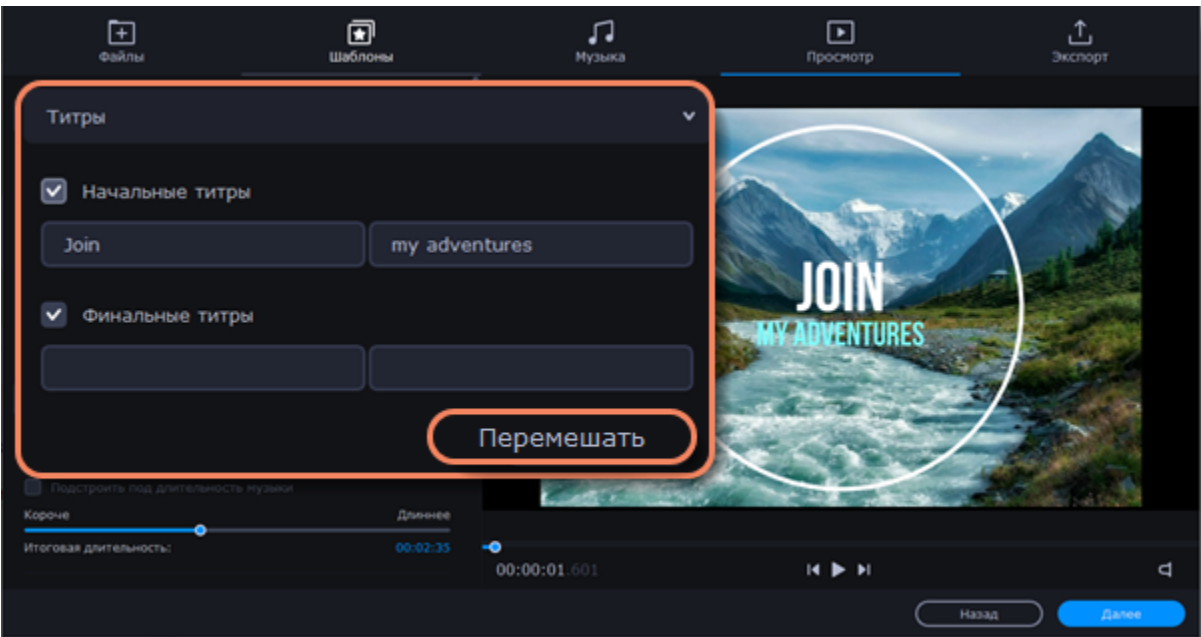 Файлы
Шаблоны
Музыка
Просмотр
Экспорт
Титры
Начальные титры
Join
my adventures
Финальные титры
Перемешать
Подстроить под длительность музыки
Короче
Длиннее
Итоговая длительность:
00:02:35
JOIN
MY ADVENTURES
00:00:01.601
Назад
Далее